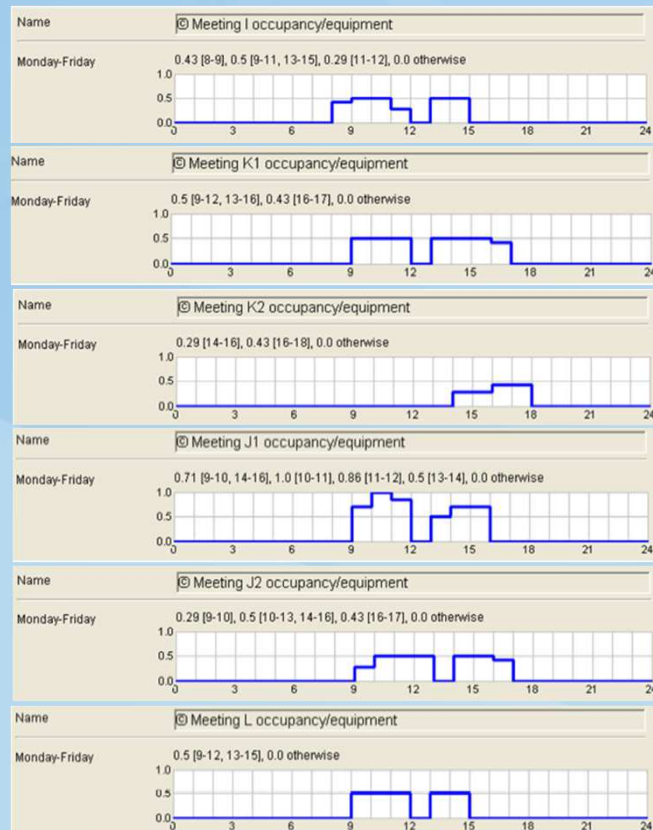 Name © Meeting I occupancy/equipment
Monday-Friday 0.43 [8-9], 0.5 [9-11, 13-15], 0.29 [11-12], 0.0 otherwise
1.0
0.5
0.0
0 3 6 9 12 15 18 21 24
Name © Meeting K1 occupancy/equipment
Monday-Friday 0.5 [9-12, 13-16], 0.43 [16-17], 0.0 otherwise
1.0
0.5
0.0
0 3 6 9 12 15 18 21 24
Name © Meeting K2 occupancy/equipment
Monday-Friday 0.29 [14-16], 0.43 [16-18], 0.0 otherwise
1.0
0.5
0.0
0 3 6 9 12 15 18 21 24
Name © Meeting J1 occupancy/equipment
Monday-Friday 0.71 [9-10, 14-16], 1.0 [10-11], 0.86 [11-12], 0.5 [13-14], 0.0 otherwise
1.0
0.5
0.0
0 3 6 9 12 15 18 21 24
Name © Meeting J2 occupancy/equipment
Monday-Friday 0.29 [9-10], 0.5 [10-13, 14-16], 0.43 [16-17], 0.0 otherwise
1.0
0.5
0.0
0 3 6 9 12 15 18 21 24
Name © Meeting L occupancy/equipment
Monday-Friday 0.5 [9-12, 13-15], 0.0 otherwise
1.0
0.5
0.0
0 3 6 9 12 15 18 21 24